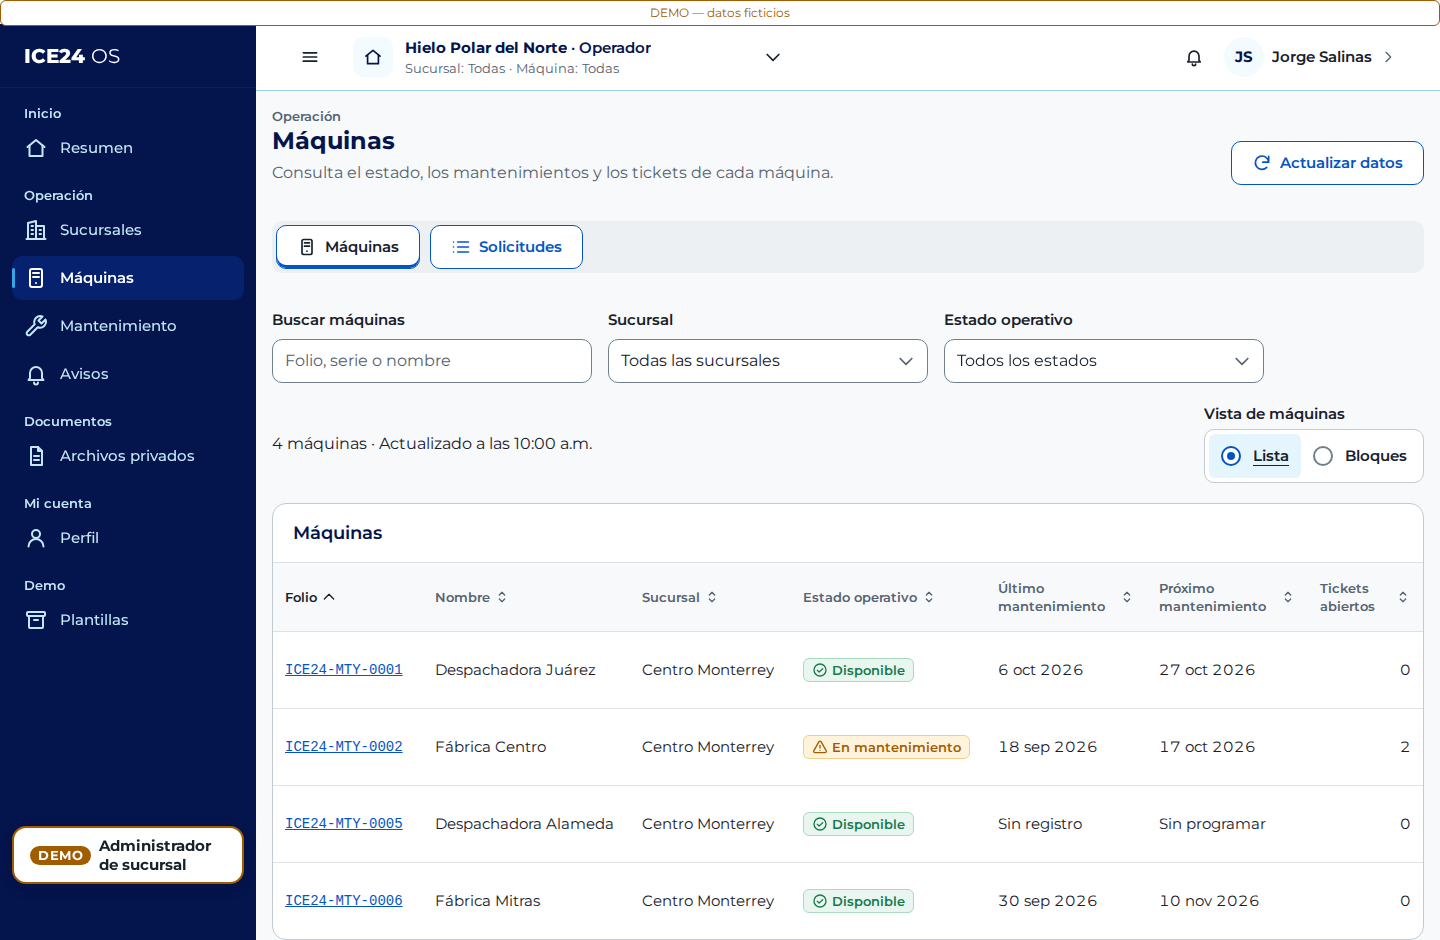 DEMO — datos ficticios
ICE24 OS
Inicio
Resumen
Operación
Sucursales
Máquinas
Mantenimiento
Avisos
Documentos
Archivos privados
Mi cuenta
Perfil
Demo
Plantillas
DEMO Administrador de sucursal
Hielo Polar del Norte · Operador
Sucursal: Todas · Máquina: Todas
JS Jorge Salinas
Operación
Máquinas
Consulta el estado, los mantenimientos y los tickets de cada máquina.
Actualizar datos
Máquinas Solicitudes
Buscar máquinas Sucursal Estado operativo
Folio, serie o nombre Todas las sucursales Todos los estados
Vista de máquinas
4 máquinas · Actualizado a las 10:00 a.m. Lista Bloques
Máquinas
Folio Nombre Sucursal Estado operativo Último mantenimiento Próximo mantenimiento Tickets abiertos
ICE24-MTY-0001 Despachadora Juárez Centro Monterrey Disponible 6 oct 2026 27 oct 2026 0
ICE24-MTY-0002 Fábrica Centro Centro Monterrey En mantenimiento 18 sep 2026 17 oct 2026 2
ICE24-MTY-0005 Despachadora Alameda Centro Monterrey Disponible Sin registro Sin programar 0
ICE24-MTY-0006 Fábrica Mitras Centro Monterrey Disponible 30 sep 2026 10 nov 2026 0